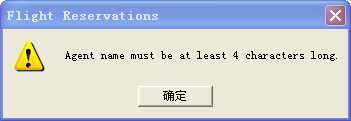 Flight Reservations
Agent name must be at least 4 characters long.
确定